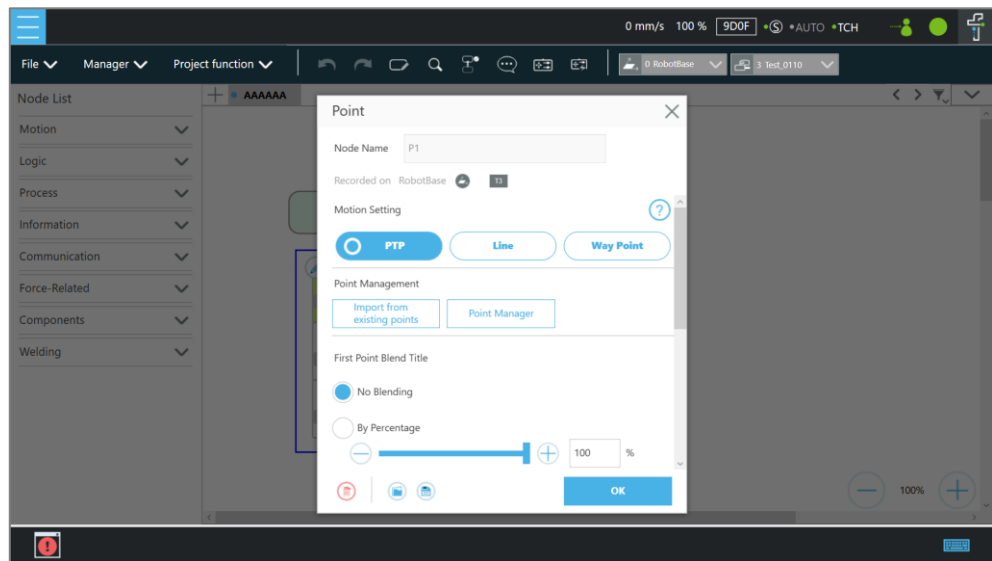 0 mm/s 100 % 9D0F S AUTO TCH
File Manager Project function 0 RobotBase 3 Test_0110
Node List
AAAAAA
Motion
Logic
Process
Information
Communication
Force-Related
Components
Welding
Point
Node Name P1
Recorded on RobotBase T3
Motion Setting
?
PTP Line Way Point
Point Management
Import from
existing points
Point Manager
First Point Blend Title
No Blending
By Percentage
100 %
OK
100%